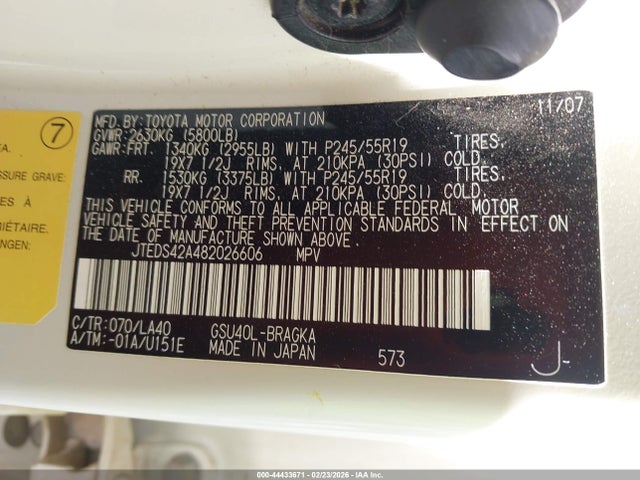 7
EA.
SSURE GRAVE:
ES À
RIÉTAIRE.
NGEN:
MFD.BY:TOYOTA MOTOR CORPORATION 11/07
GVWR:2630KG (5800LB)
GAWR:FRT. 1340KG (2955LB) WITH P245/55R19 TIRES.
19X7 1/2J RIMS. AT 210KPA (30PSI) COLD.
RR. 1530KG (3375LB) WITH P245/55R19 TIRES.
19X7 1/2J RIMS. AT 210KPA (30PSI) COLD.
THIS VEHICLE CONFORMS TO ALL APPLICABLE FEDERAL MOTOR
VEHICLE SAFETY AND THEFT PREVENTION STANDARDS IN EFFECT ON
THE DATE OF MANUFACTURE SHOWN ABOVE.
JTEDS42A482026606 MPV
C/TR:070/LA40 GSU40L-BRAGKA
A/TM:-01A/U151E MADE IN JAPAN 573 J-
000-44433671 - 02/23/2026 - IAA Inc.